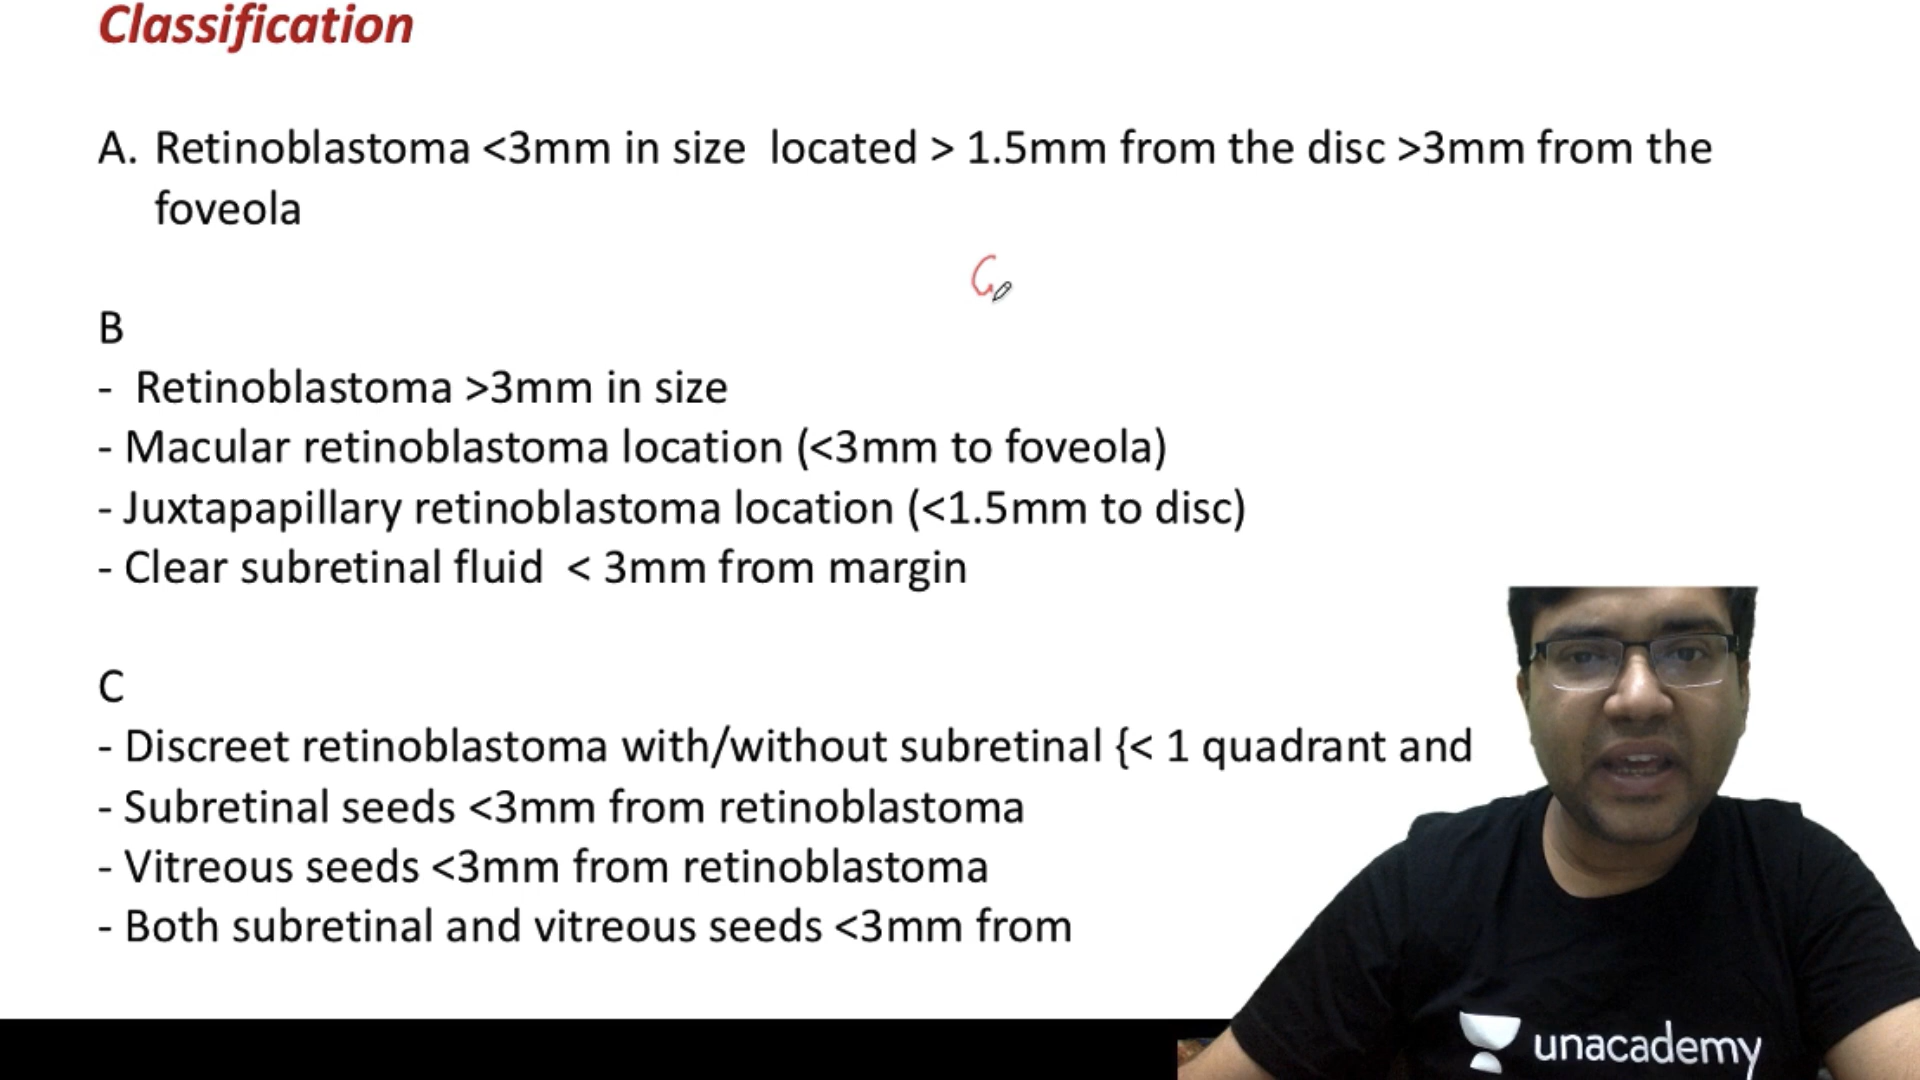 Classification
A. Retinoblastoma <3mm in size located > 1.5mm from the disc >3mm from the
foveola
B
- Retinoblastoma >3mm in size
- Macular retinoblastoma location (<3mm to foveola)
- Juxtapapillary retinoblastoma location (<1.5mm to disc)
- Clear subretinal fluid < 3mm from margin
C
- Discreet retinoblastoma with/without subretinal {< 1 quadrant and
- Subretinal seeds <3mm from retinoblastoma
- Vitreous seeds <3mm from retinoblastoma
- Both subretinal and vitreous seeds <3mm from
unacademy